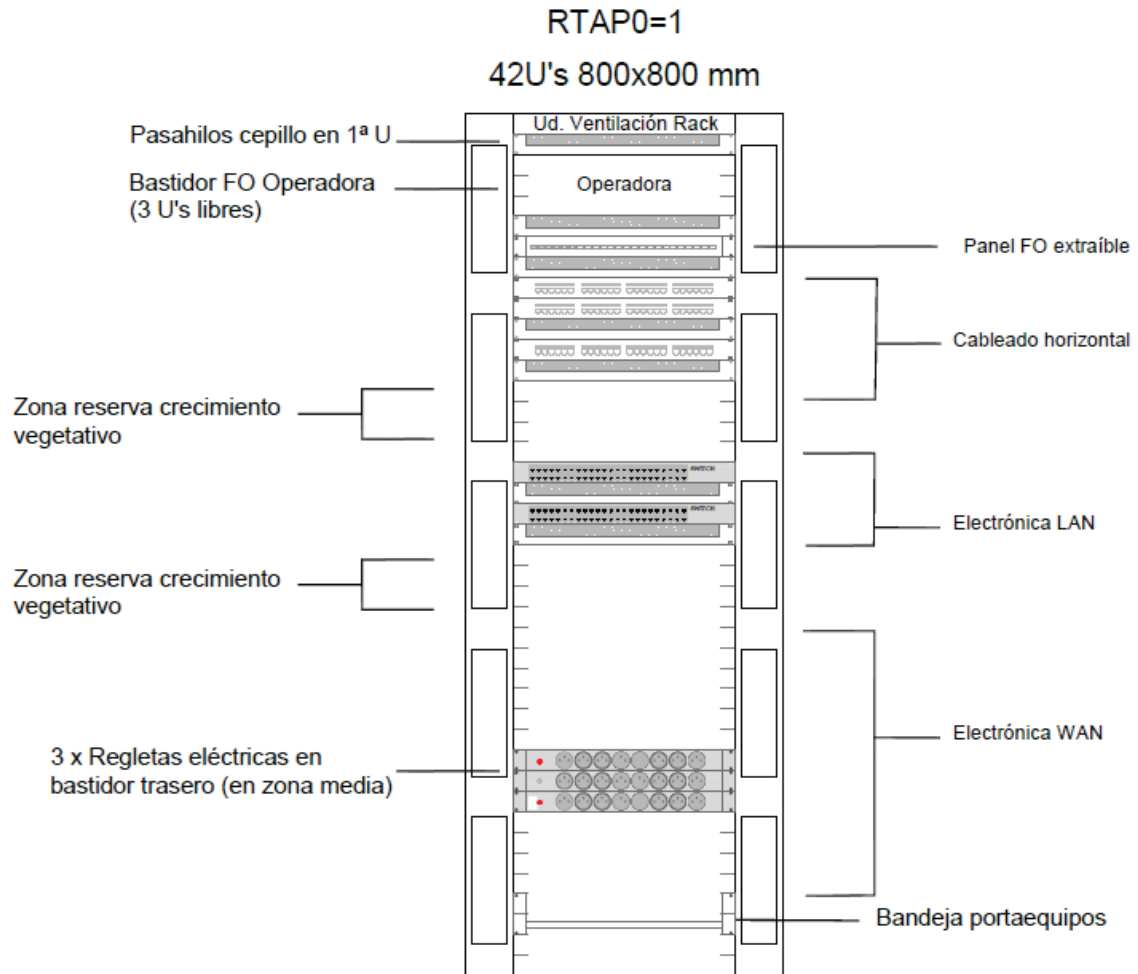 RTAP0=1
42U's 800x800 mm
Ud. Ventilación Rack
Pasahilos cepillo en 1ª U
Bastidor FO Operadora
(3 U's libres)
Operadora
Panel FO extraíble
Cableado horizontal
Zona reserva crecimiento
vegetativo
Electrónica LAN
Zona reserva crecimiento
vegetativo
Electrónica WAN
3 x Regletas eléctricas en
bastidor trasero (en zona media)
Bandeja portaequipos